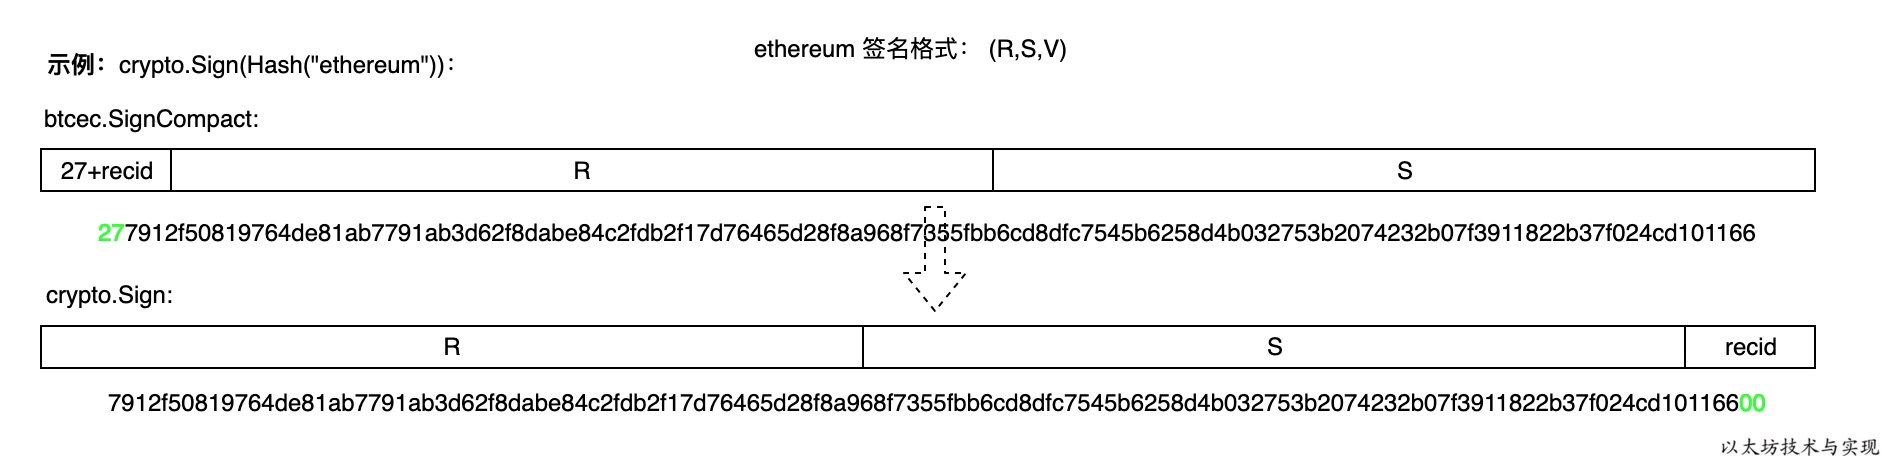 ethereum 签名格式： (R,S,V)
示例：crypto.Sign(Hash("ethereum"))：
btcec.SignCompact:
27+recid R S
277912f50819764de81ab7791ab3d62f8dabe84c2fdb2f17d76465d28f8a968f7355fbb6cd8dfc7545b6258d4b032753b2074232b07f3911822b37f024cd101166
crypto.Sign:
R S recid
7912f50819764de81ab7791ab3d62f8dabe84c2fdb2f17d76465d28f8a968f7355fbb6cd8dfc7545b6258d4b032753b2074232b07f3911822b37f024cd10116600
以太坊技术与实现